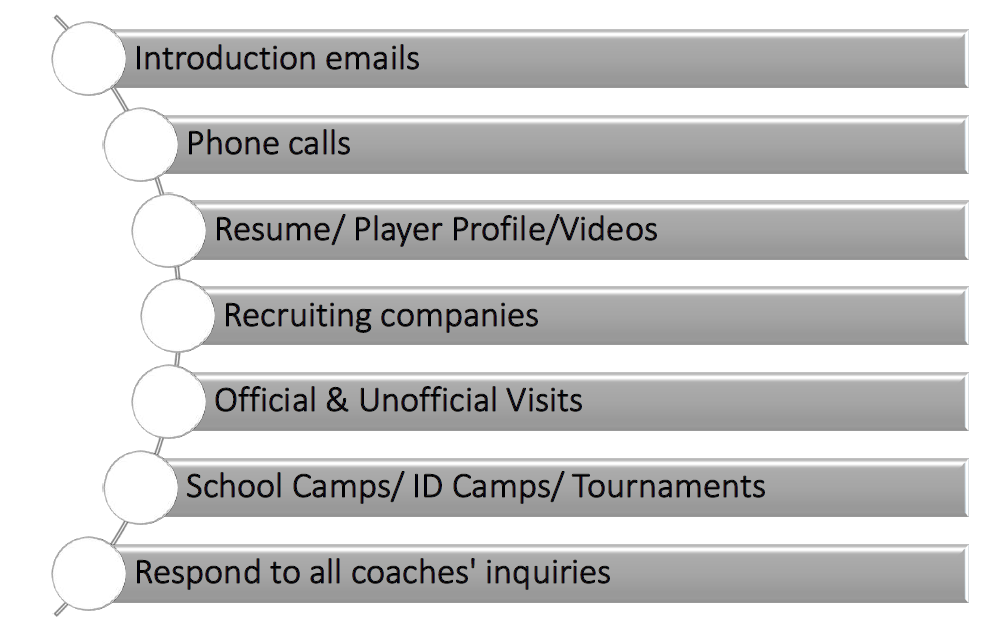 Introduction emails
Phone calls
Resume/ Player Profile/Videos
Recruiting companies
Official & Unofficial Visits
School Camps/ ID Camps/ Tournaments
Respond to all coaches' inquiries